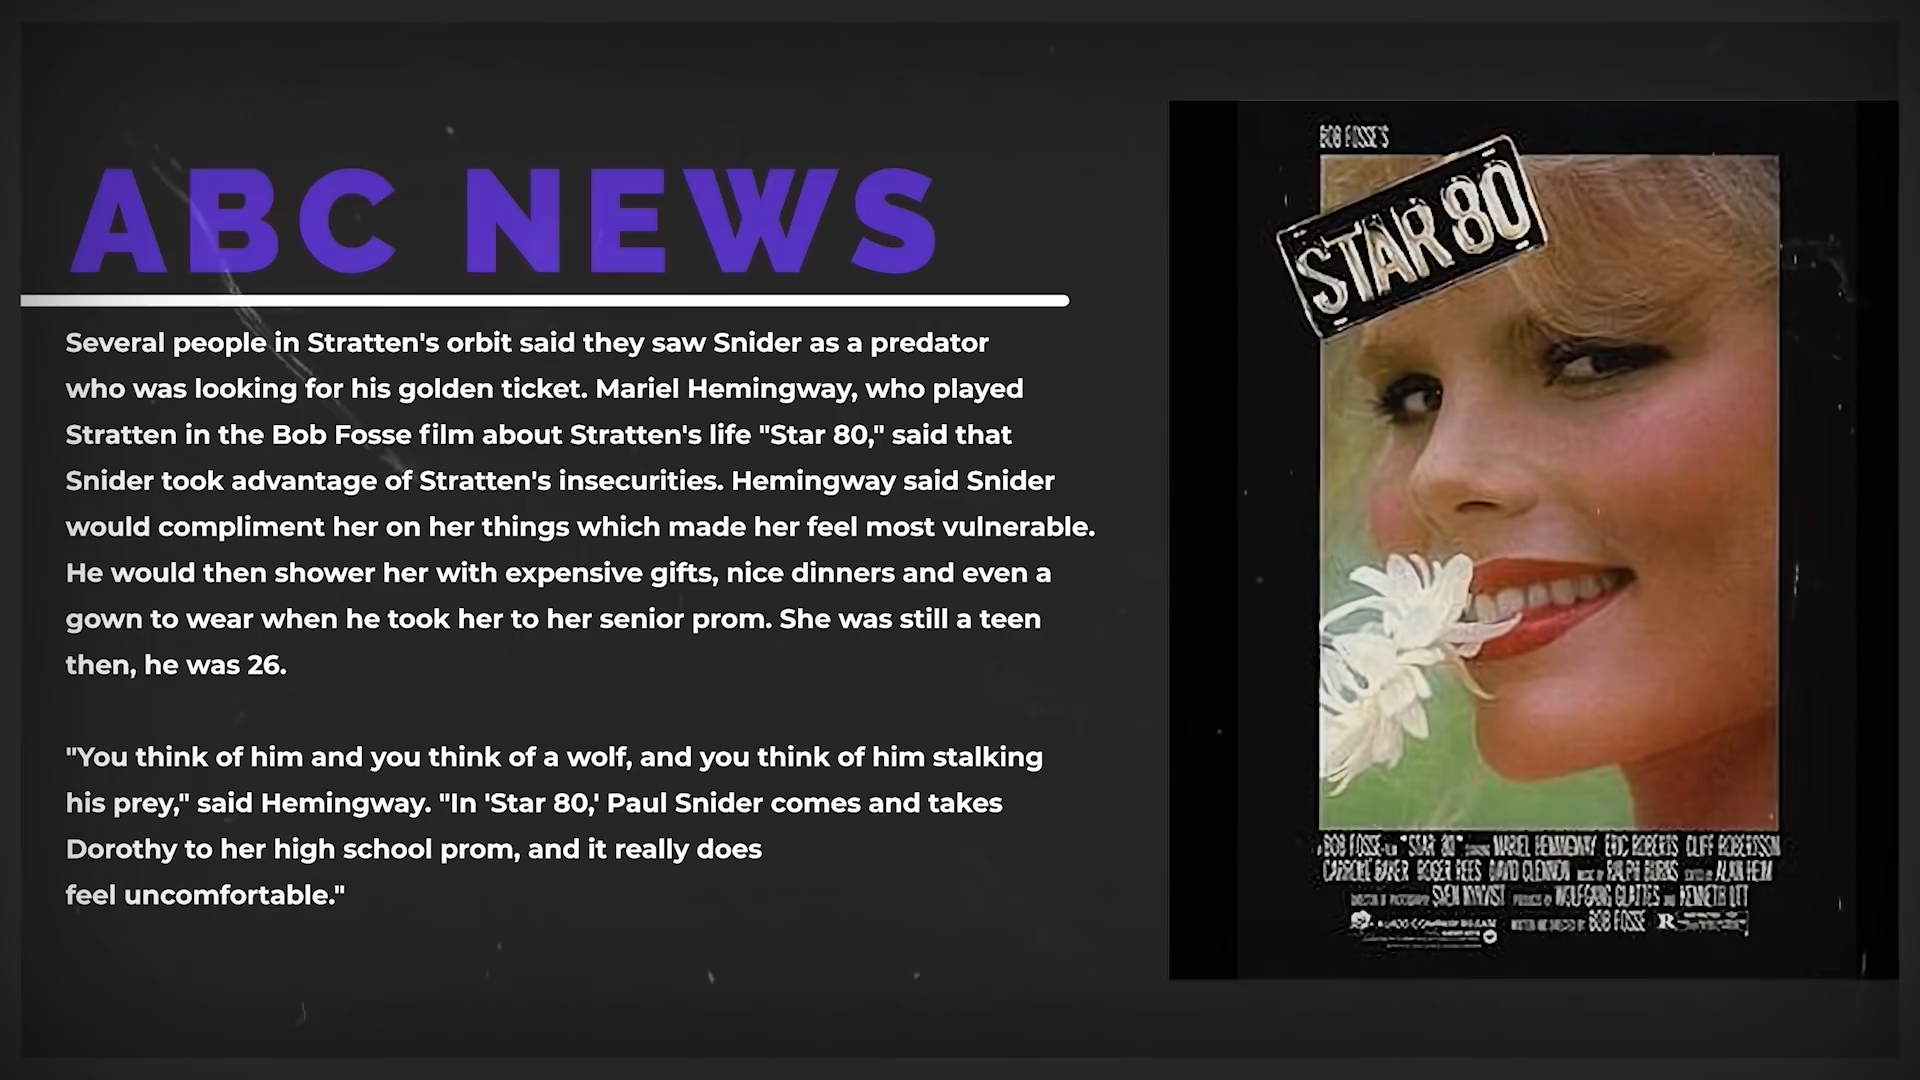 ABC NEWS
Several people in Stratten's orbit said they saw Snider as a predator
who was looking for his golden ticket. Mariel Hemingway, who played
Stratten in the Bob Fosse film about Stratten's life "Star 80," said that
Snider took advantage of Stratten's insecurities. Hemingway said Snider
would compliment her on her things which made her feel most vulnerable.
He would then shower her with expensive gifts, nice dinners and even a
gown to wear when he took her to her senior prom. She was still a teen
then, he was 26.
"You think of him and you think of a wolf, and you think of him stalking
his prey," said Hemingway. "In 'Star 80,' Paul Snider comes and takes
Dorothy to her high school prom, and it really does
feel uncomfortable."
BOB FOSSE'S
STAR 80
BOB FOSSE "STAR 80" MARIEL HEMINGWAY ERIC ROBERTS CLIFF ROBERTSON
CARROLL BAKER ROGER REES DAVID CLENNON RALPH BURNS ALAN HEIM
SVEN NYKVIST WOLFGANG GLATTES KENNETH UTT
BOB FOSSE R